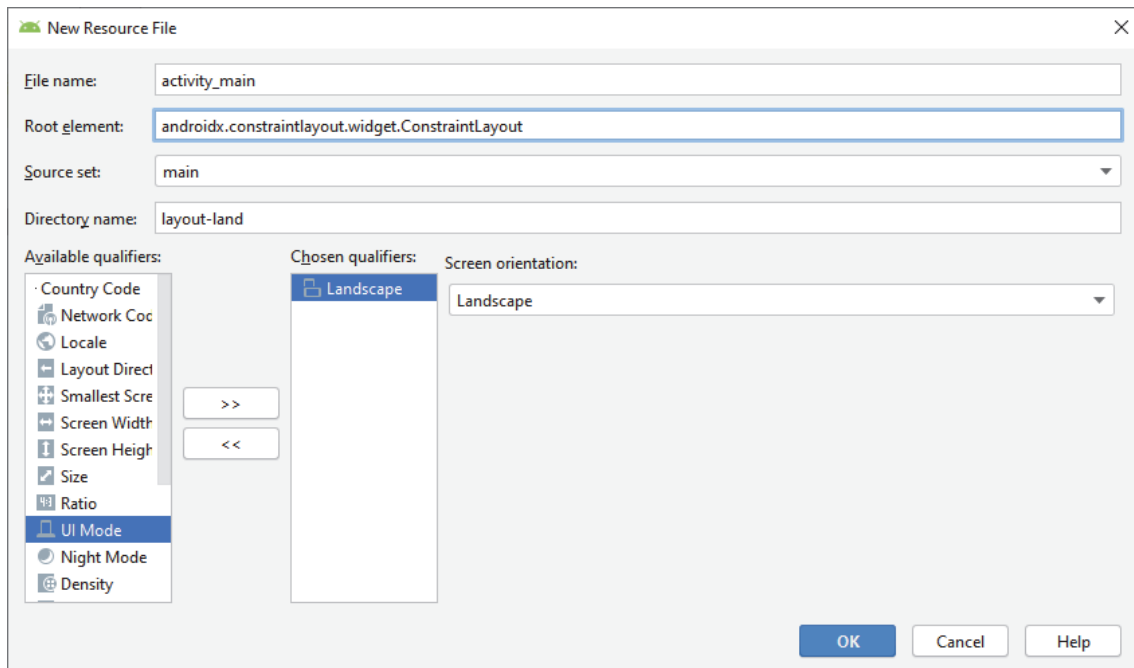 New Resource File
File name: activity_main
Root element: androidx.constraintlayout.widget.ConstraintLayout
Source set: main
Directory name: layout-land
Available qualifiers:
Country Code
Network Cod
Locale
Layout Direct
Smallest Scre
Screen Width
Screen Heigh
Size
Ratio
UI Mode
Night Mode
Density
>>
<<
Chosen qualifiers:
Landscape
Screen orientation:
Landscape
OK Cancel Help